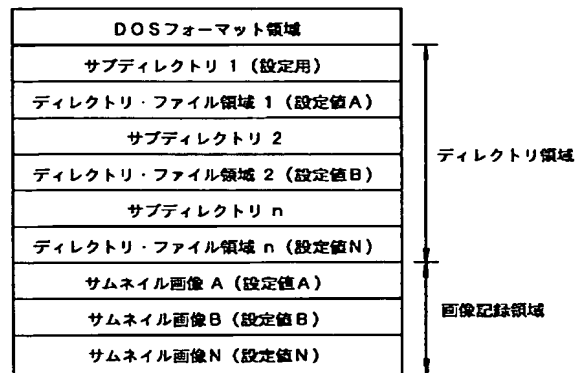 DOSフォーマット領域
サブディレクトリ 1 (設定用)
ディレクトリ・ファイル領域 1 (設定値A)
サブディレクトリ 2
ディレクトリ・ファイル領域 2 (設定値B)
サブディレクトリ n
ディレクトリ・ファイル領域 n (設定値N)
ディレクトリ領域
サムネイル画像 A (設定値A)
サムネイル画像B (設定値B)
サムネイル画像N (設定値N)
画像記録領域